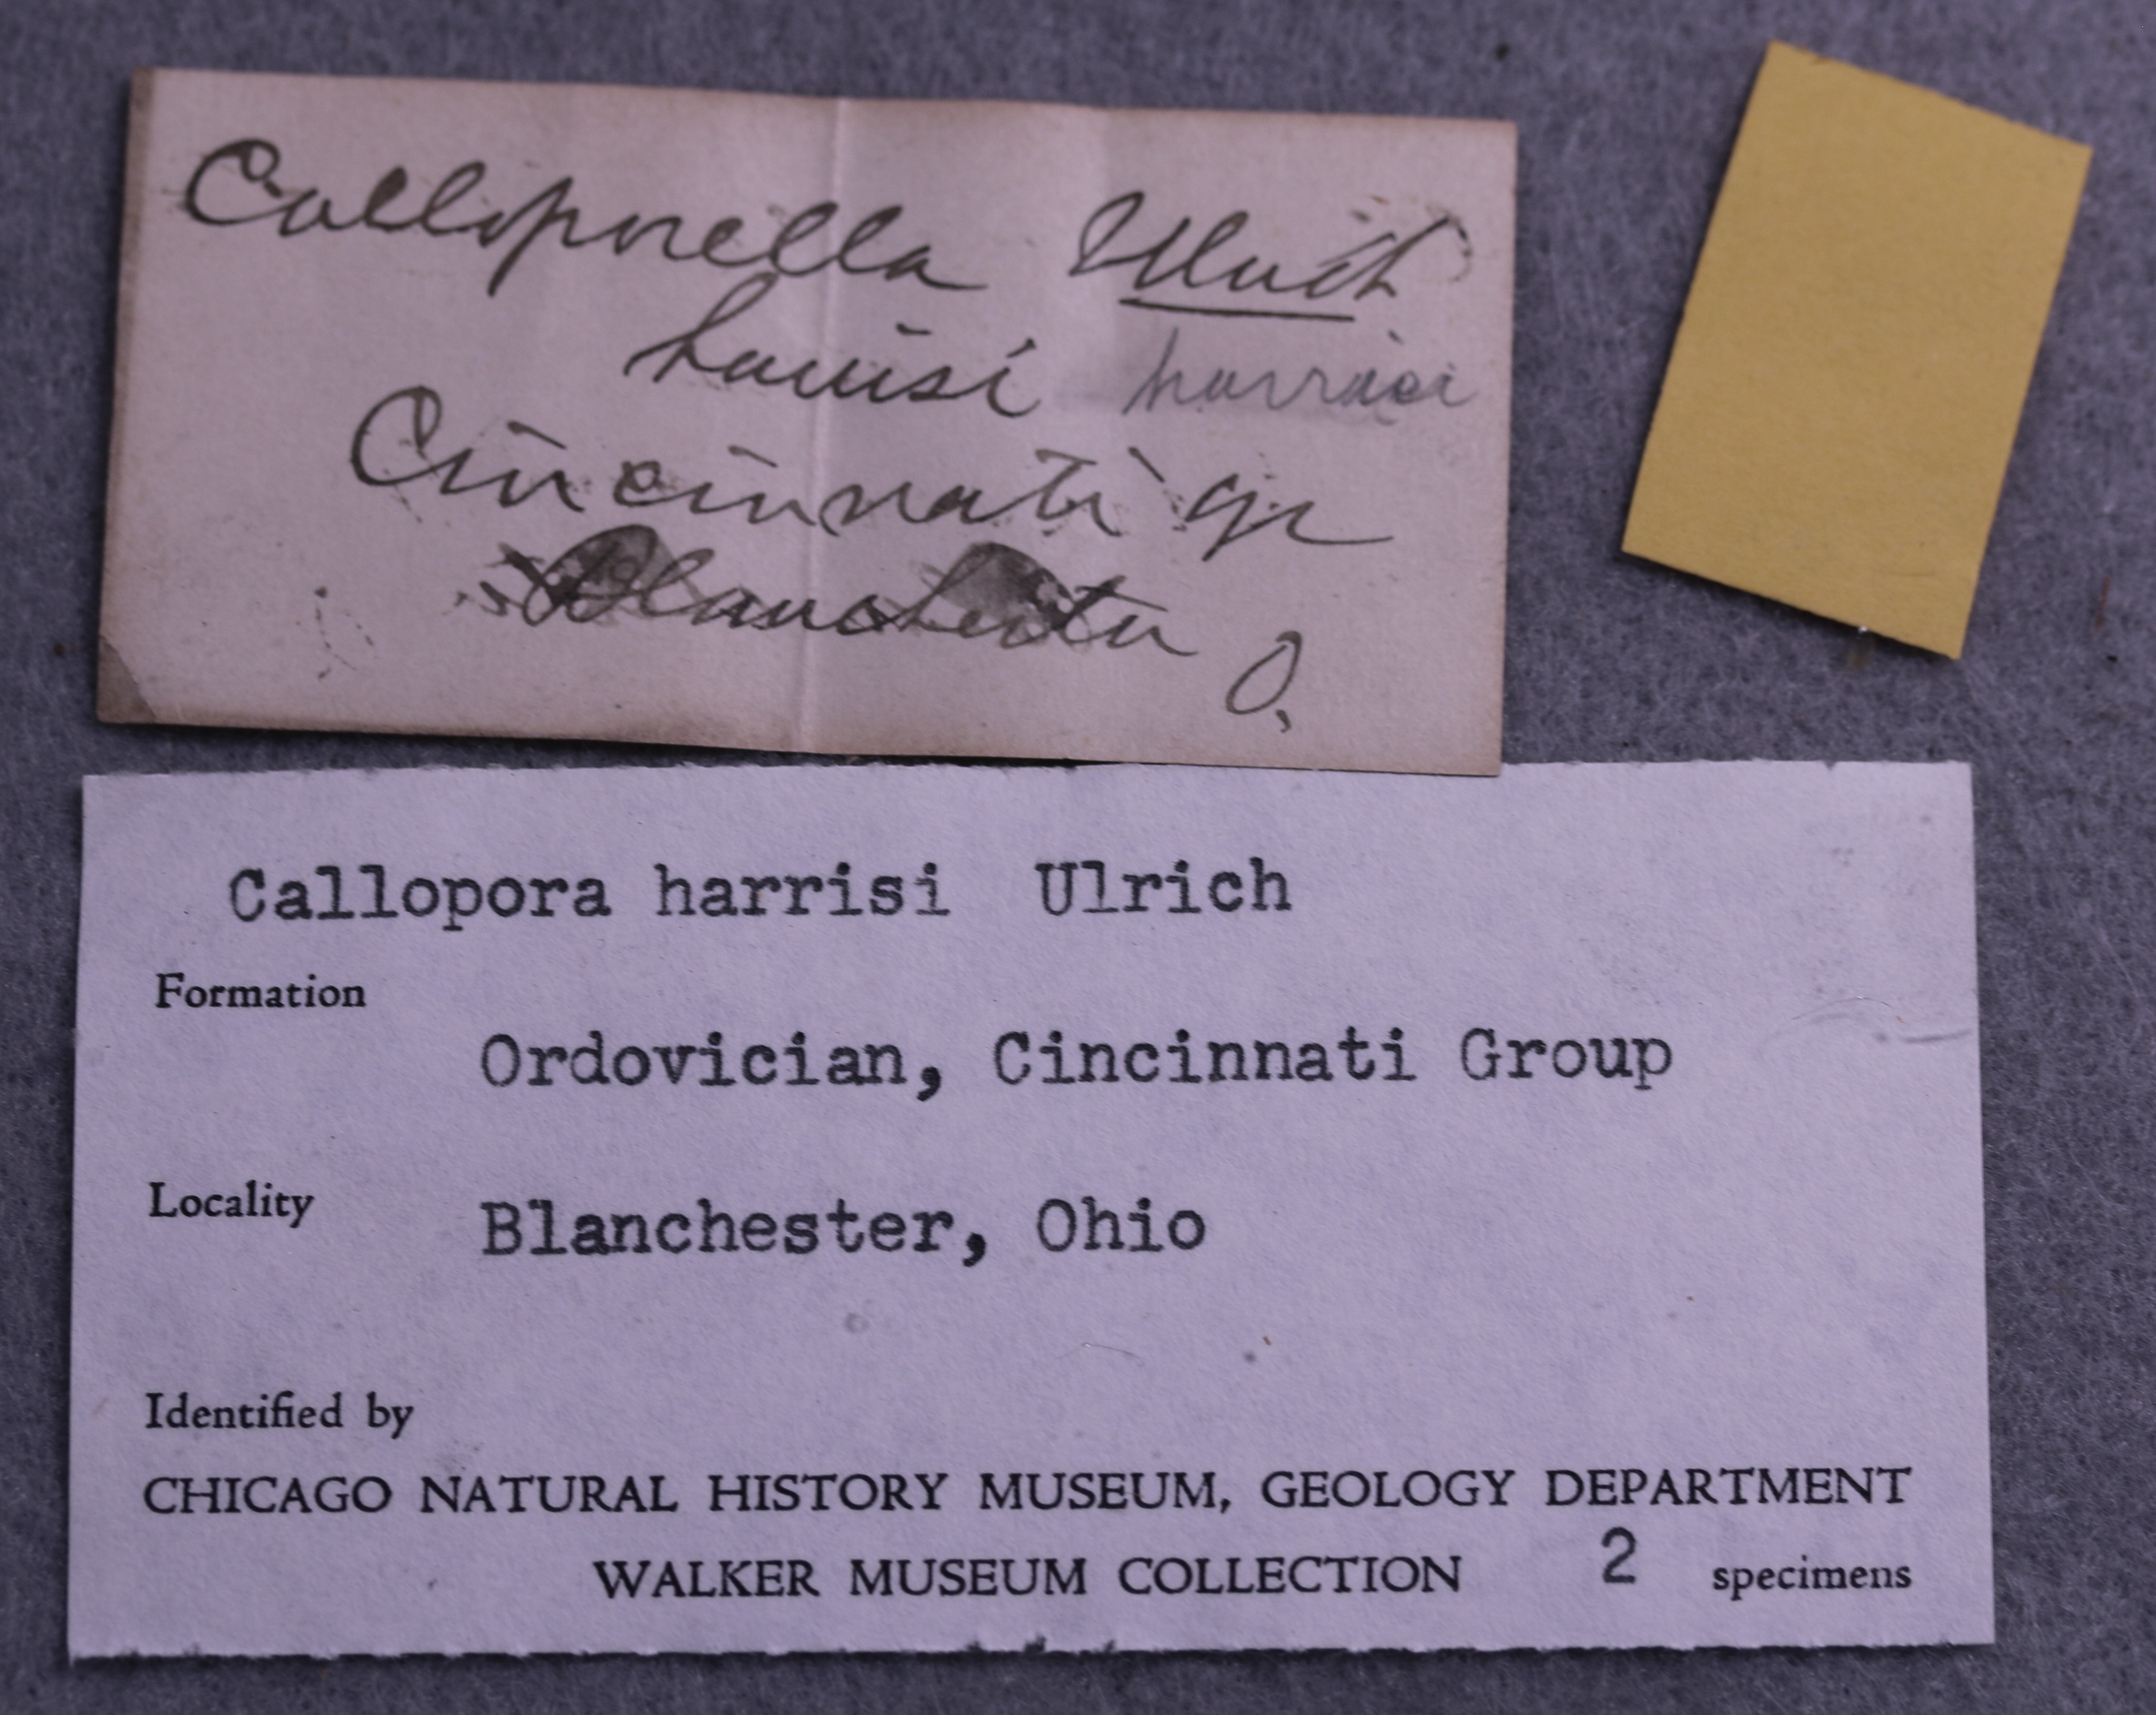 Calloporella Ulrich
harrisi harrisi
Cincinnati gr
Blanchester
O.
Callopora harrisi Ulrich
Formation
Ordovician, Cincinnati Group
Locality
Blanchester, Ohio
Identified by
CHICAGO NATURAL HISTORY MUSEUM, GEOLOGY DEPARTMENT
WALKER MUSEUM COLLECTION 2 specimens